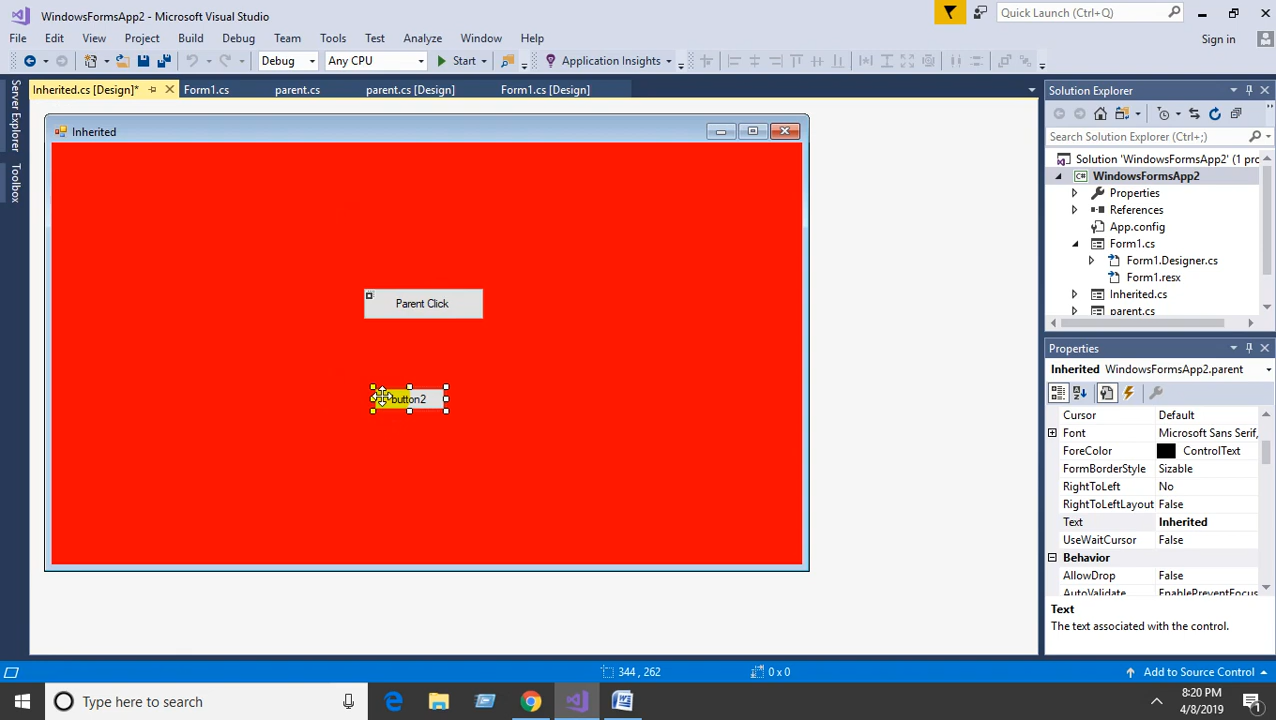 WindowsFormsApp2 - Microsoft Visual Studio
Quick Launch (Ctrl+Q)
File Edit View Project Build Debug Team Tools Test Analyze Window Help
Sign in
Debug Any CPU Start Application Insights
Server Explorer
Toolbox
Inherited.cs [Design]* Form1.cs parent.cs parent.cs [Design] Form1.cs [Design]
Inherited
Parent Click
button2
Solution Explorer
Search Solution Explorer (Ctrl+;)
Solution 'WindowsFormsApp2' (1 pro
WindowsFormsApp2
Properties
References
App.config
Form1.cs
Form1.Designer.cs
Form1.resx
Inherited.cs
parent.cs
Properties
Inherited WindowsFormsApp2.parent
Cursor Default
Font Microsoft Sans Serif,
ForeColor ControlText
FormBorderStyle Sizable
RightToLeft No
RightToLeftLayout False
Text Inherited
UseWaitCursor False
Behavior
AllowDrop False
AutoValidate EnablePreventFocus
Text
The text associated with the control.
344 , 262 0 x 0
Add to Source Control
Type here to search
8:20 PM
4/8/2019
1